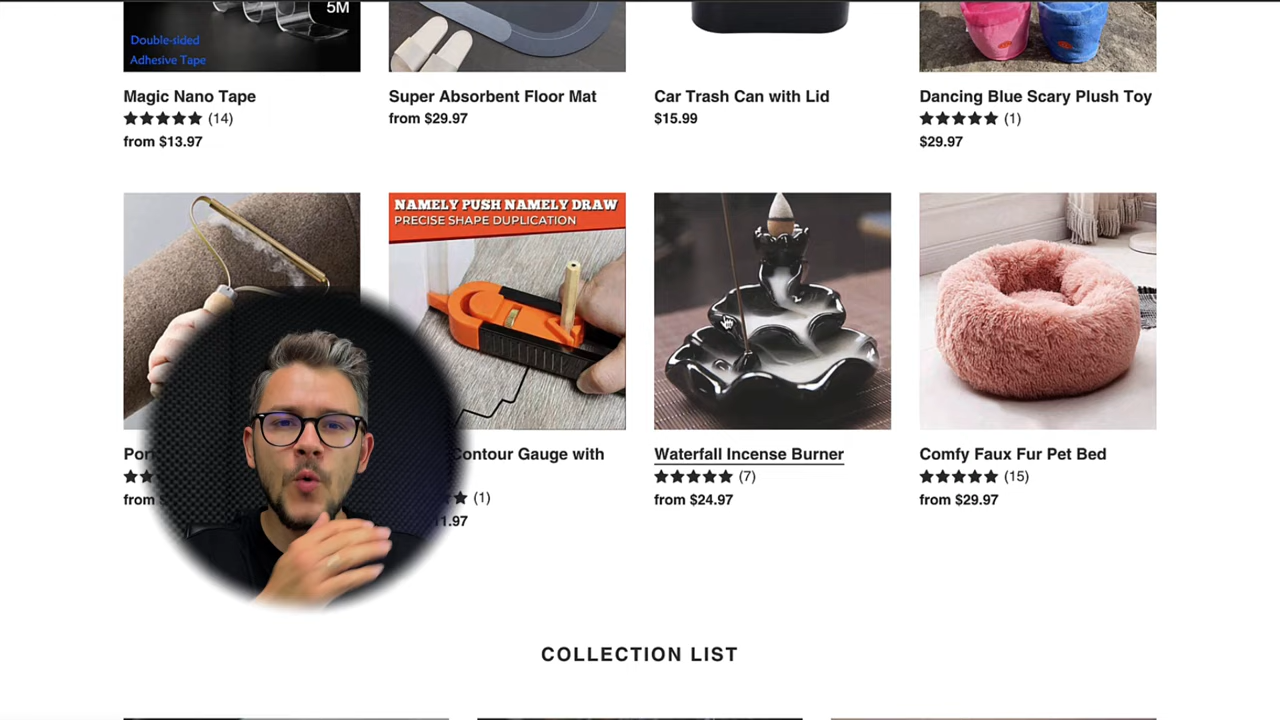 5M
Double-sided
Adhesive Tape
Magic Nano Tape
(14)
from $13.97
Super Absorbent Floor Mat
from $29.97
Car Trash Can with Lid
$15.99
Dancing Blue Scary Plush Toy
(1)
$29.97
NAMELY PUSH NAMELY DRAW
PRECISE SHAPE DUPLICATION
from
Contour Gauge with
(1)
Waterfall Incense Burner
(7)
from $24.97
Comfy Faux Fur Pet Bed
(15)
from $29.97
COLLECTION LIST